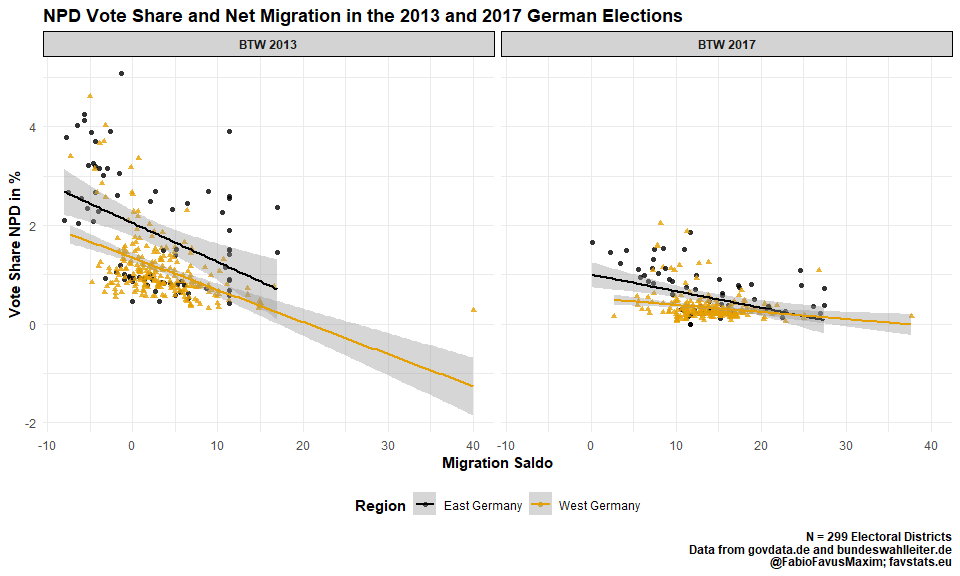 NPD Vote Share and Net Migration in the 2013 and 2017 German Elections
BTW 2013
BTW 2017
Vote Share NPD in %
4
2
0
-2
-10 0 10 20 30 40
-10 0 10 20 30 40
Migration Saldo
Region East Germany West Germany
N = 299 Electoral Districts
Data from govdata.de and bundeswahlleiter.de
@FabioFavusMaxim; favstats.eu